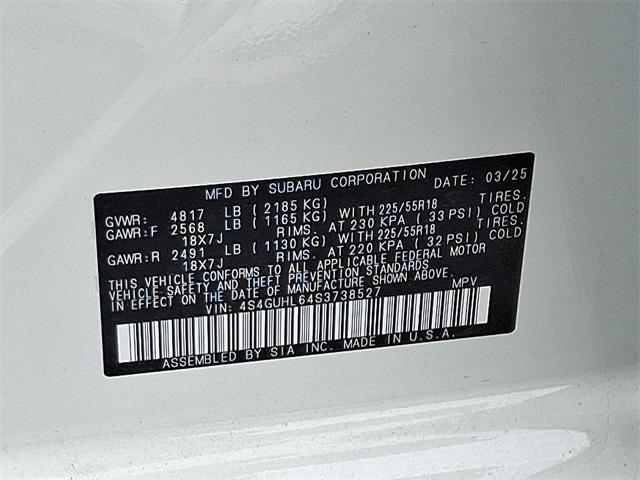 MFD BY SUBARU CORPORATION DATE: 03/25
GVWR: 4817 LB (2185 KG)
GAWR:F 2568 LB (1165 KG) WITH 225/55R18 TIRES,
18X7J RIMS, AT 230 KPA (33 PSI) COLD
GAWR:R 2491 LB (1130 KG) WITH 225/55R18 TIRES,
18X7J RIMS, AT 220 KPA (32 PSI) COLD
THIS VEHICLE CONFORMS TO ALL APPLICABLE FEDERAL MOTOR
VEHICLE SAFETY AND THEFT PREVENTION STANDARDS
IN EFFECT ON THE DATE OF MANUFACTURE SHOWN ABOVE.
VIN: 4S4GUHL64S3738527 MPV
ASSEMBLED BY SIA INC. MADE IN U.S.A.